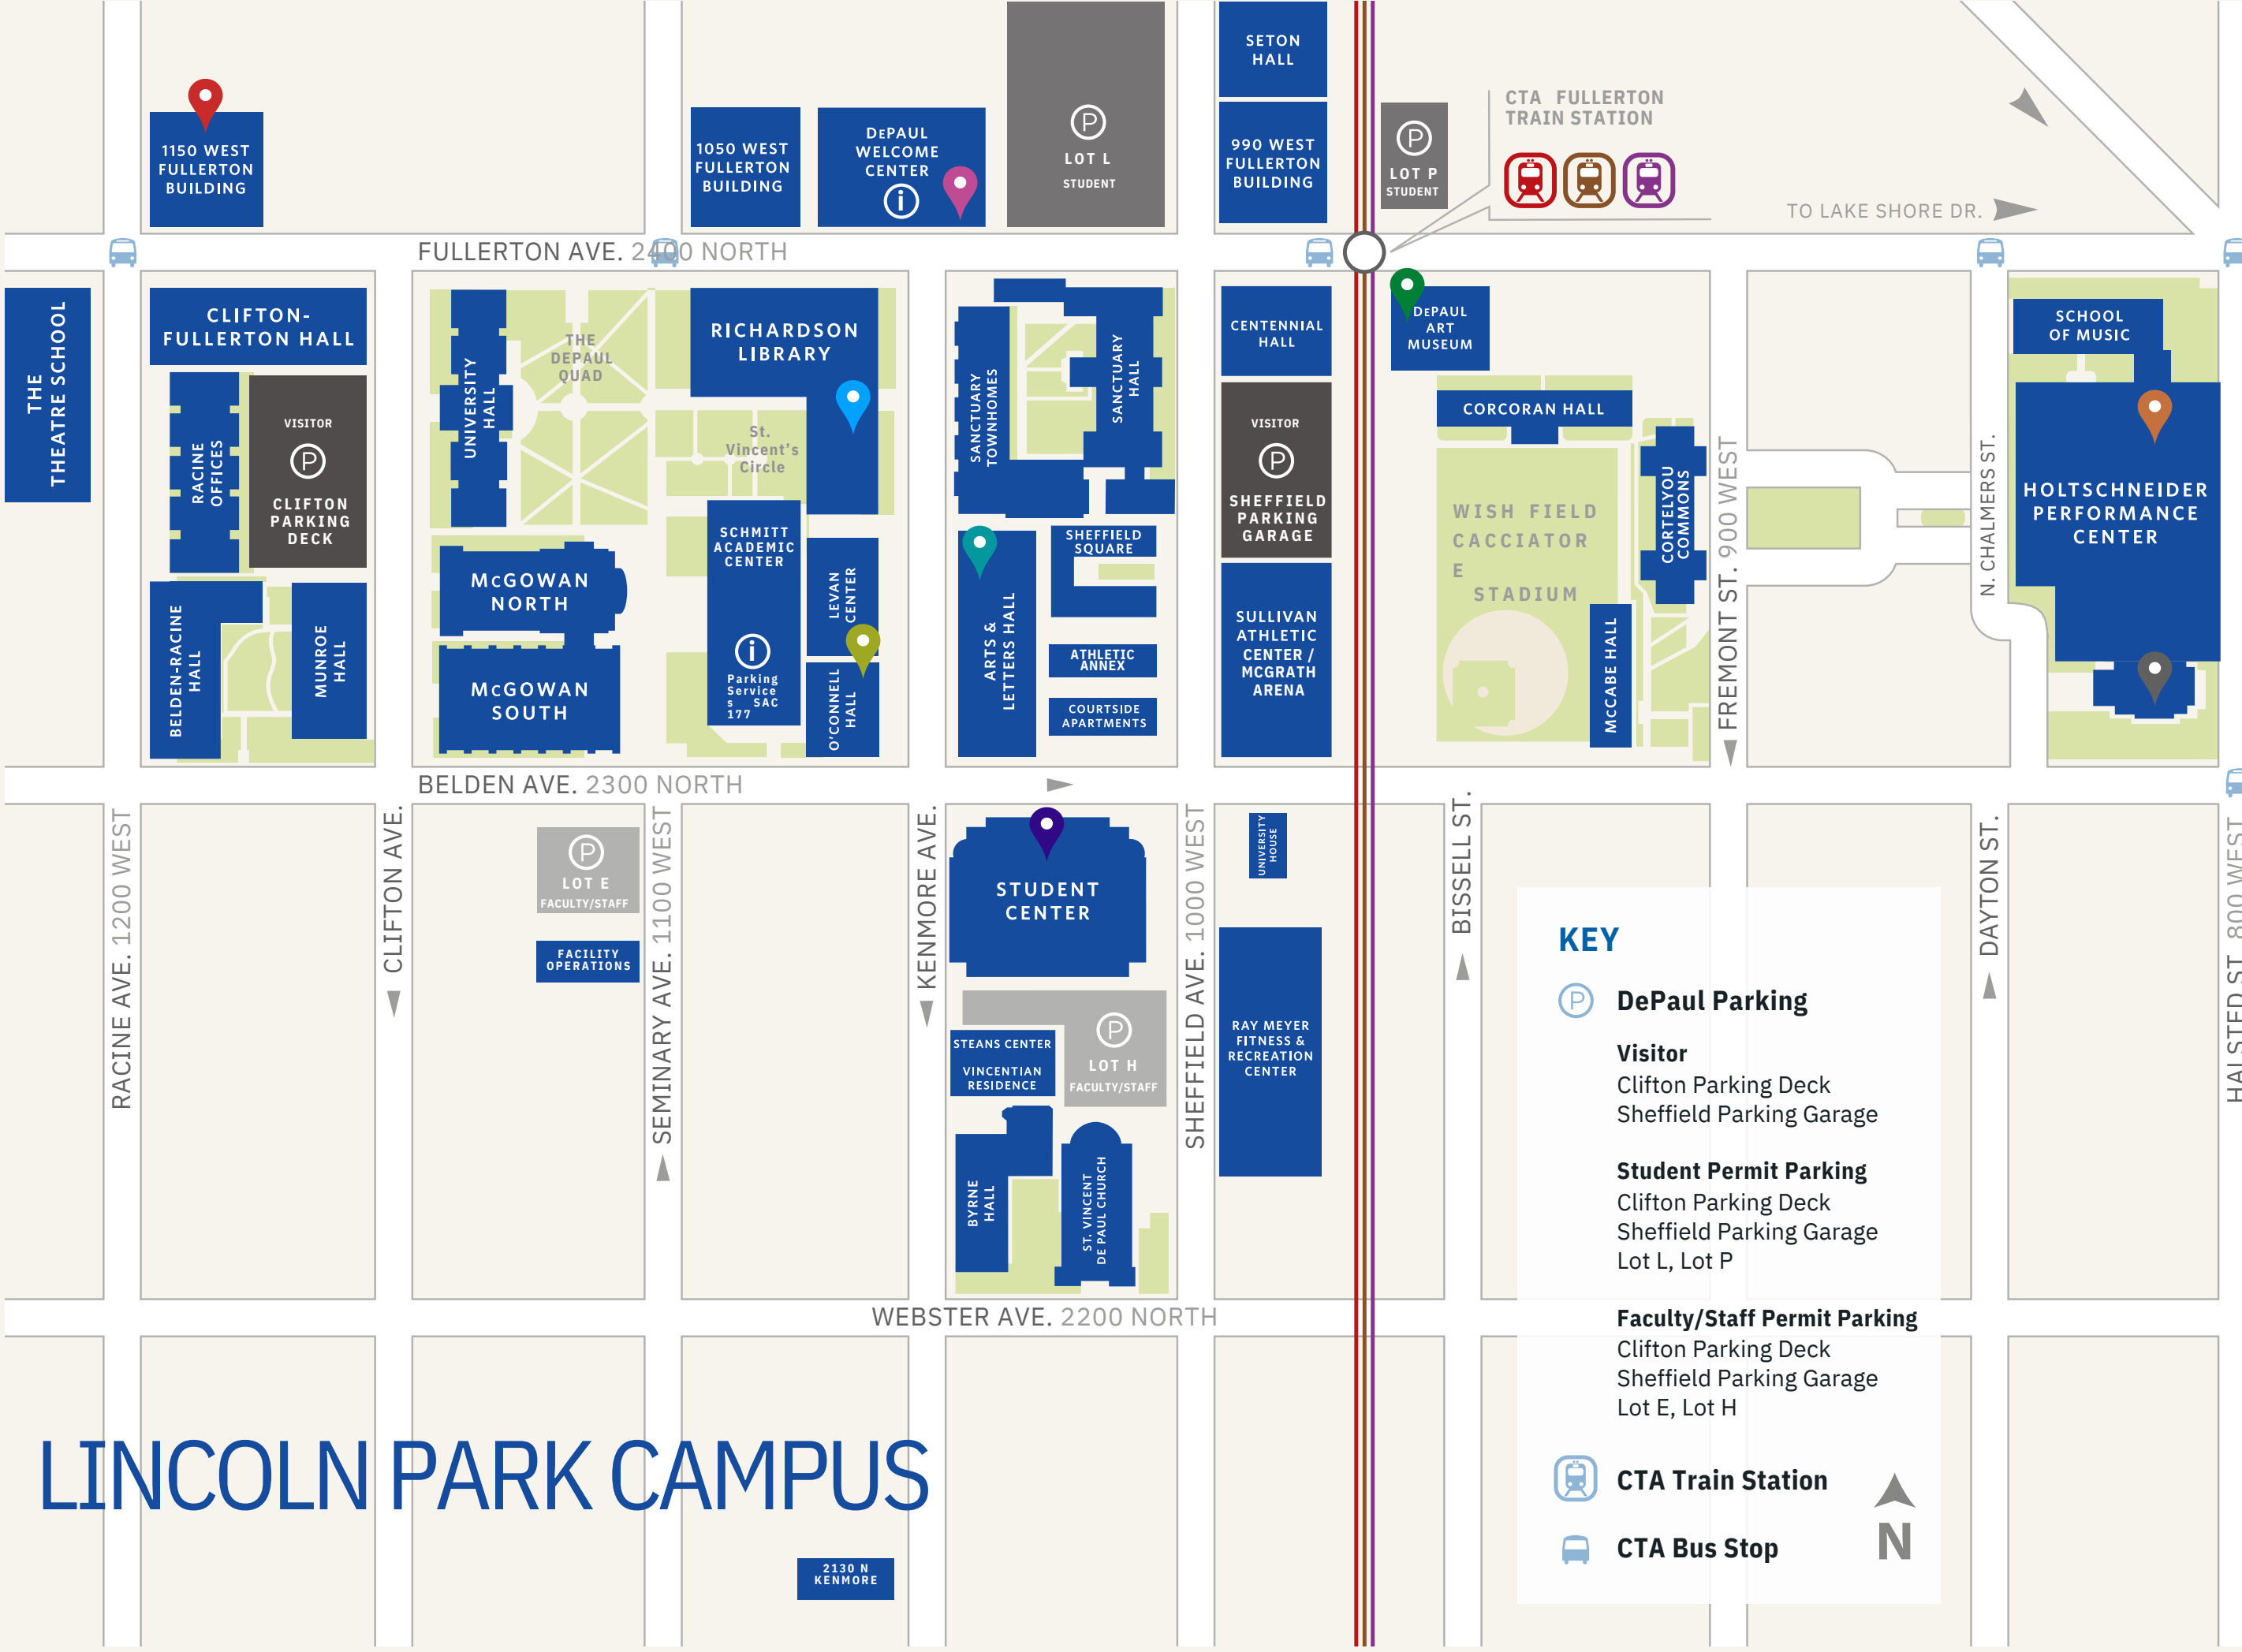 SETON
HALL
CTA FULLERTON
TRAIN STATION
1150 WEST
FULLERTON
BUILDING
1050 WEST
FULLERTON
BUILDING
DEPAUL
WELCOME
CENTER
i
P
LOT L
STUDENT
990 WEST
FULLERTON
BUILDING
P
LOT P
STUDENT
TO LAKE SHORE DR.
FULLERTON AVE. 2400 NORTH
THE
THEATRE SCHOOL
CLIFTON-
FULLERTON HALL
RACINE
OFFICES
VISITOR
P
CLIFTON
PARKING
DECK
BELDEN-RACINE
HALL
MUNROE
HALL
UNIVERSITY
HALL
THE
DEPAUL
QUAD
RICHARDSON
LIBRARY
St.
Vincent's
Circle
McGOWAN
NORTH
McGOWAN
SOUTH
SCHMITT
ACADEMIC
CENTER
i
Parking
Service
s SAC
177
LEVAN
CENTER
O'CONNELL
HALL
SANCTUARY
TOWNHOMES
SANCTUARY
HALL
ARTS &
LETTERS HALL
SHEFFIELD
SQUARE
ATHLETIC
ANNEX
COURTSIDE
APARTMENTS
CENTENNIAL
HALL
VISITOR
P
SHEFFIELD
PARKING
GARAGE
SULLIVAN
ATHLETIC
CENTER /
MCGRATH
ARENA
DEPAUL
ART
MUSEUM
CORCORAN HALL
WISH FIELD
CACCIATOR
E
STADIUM
CORTELYOU
COMMONS
McCABE HALL
FREMONT ST. 900 WEST
N. CHALMERS ST.
SCHOOL
OF MUSIC
HOLTSCHNEIDER
PERFORMANCE
CENTER
BELDEN AVE. 2300 NORTH
RACINE AVE. 1200 WEST
CLIFTON AVE.
P
LOT E
FACULTY/STAFF
FACILITY
OPERATIONS
SEMINARY AVE. 1100 WEST
KENMORE AVE.
STUDENT
CENTER
STEANS CENTER
VINCENTIAN
RESIDENCE
P
LOT H
FACULTY/STAFF
BYRNE
HALL
ST. VINCENT
DE PAUL CHURCH
SHEFFIELD AVE. 1000 WEST
UNIVERSITY
HOUSE
RAY MEYER
FITNESS &
RECREATION
CENTER
BISSELL ST.
DAYTON ST.
HALSTED ST. 800 WEST
WEBSTER AVE. 2200 NORTH
KEY
P DePaul Parking
Visitor
Clifton Parking Deck
Sheffield Parking Garage
Student Permit Parking
Clifton Parking Deck
Sheffield Parking Garage
Lot L, Lot P
Faculty/Staff Permit Parking
Clifton Parking Deck
Sheffield Parking Garage
Lot E, Lot H
CTA Train Station
CTA Bus Stop
N
LINCOLN PARK CAMPUS
2130 N
KENMORE